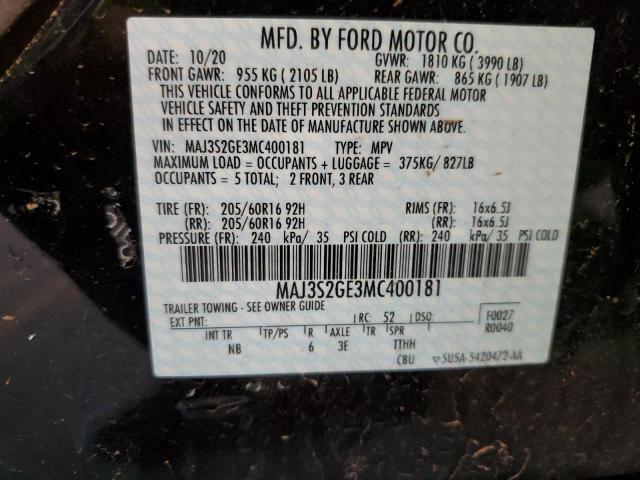 MFD. BY FORD MOTOR CO.
DATE: 10/20 GVWR: 1810 KG ( 3990 LB)
FRONT GAWR: 955 KG ( 2105 LB) REAR GAWR: 865 KG ( 1907 LB)
THIS VEHICLE CONFORMS TO ALL APPLICABLE FEDERAL MOTOR
VEHICLE SAFETY AND THEFT PREVENTION STANDARDS
IN EFFECT ON THE DATE OF MANUFACTURE SHOWN ABOVE.
VIN: MAJ3S2GE3MC400181 TYPE: MPV
MAXIMUM LOAD = OCCUPANTS + LUGGAGE = 375KG/ 827LB
OCCUPANTS = 5 TOTAL; 2 FRONT, 3 REAR
TIRE (FR): 205/60R16 92H RIMS (FR): 16x6.5J
(RR): 205/60R16 92H (RR): 16x6.5J
PRESSURE (FR): 240 kPa/ 35 PSI COLD (RR): 240 kPa/ 35 PSI COLD
MAJ3S2GE3MC400181
TRAILER TOWING - SEE OWNER GUIDE
EXT PNT: RC: 52 DSO: F0027
R0040
INT TR TP/PS R AXLE TR SPR
NB 6 3E TTHH
CBU 5U5A-5420472-AA